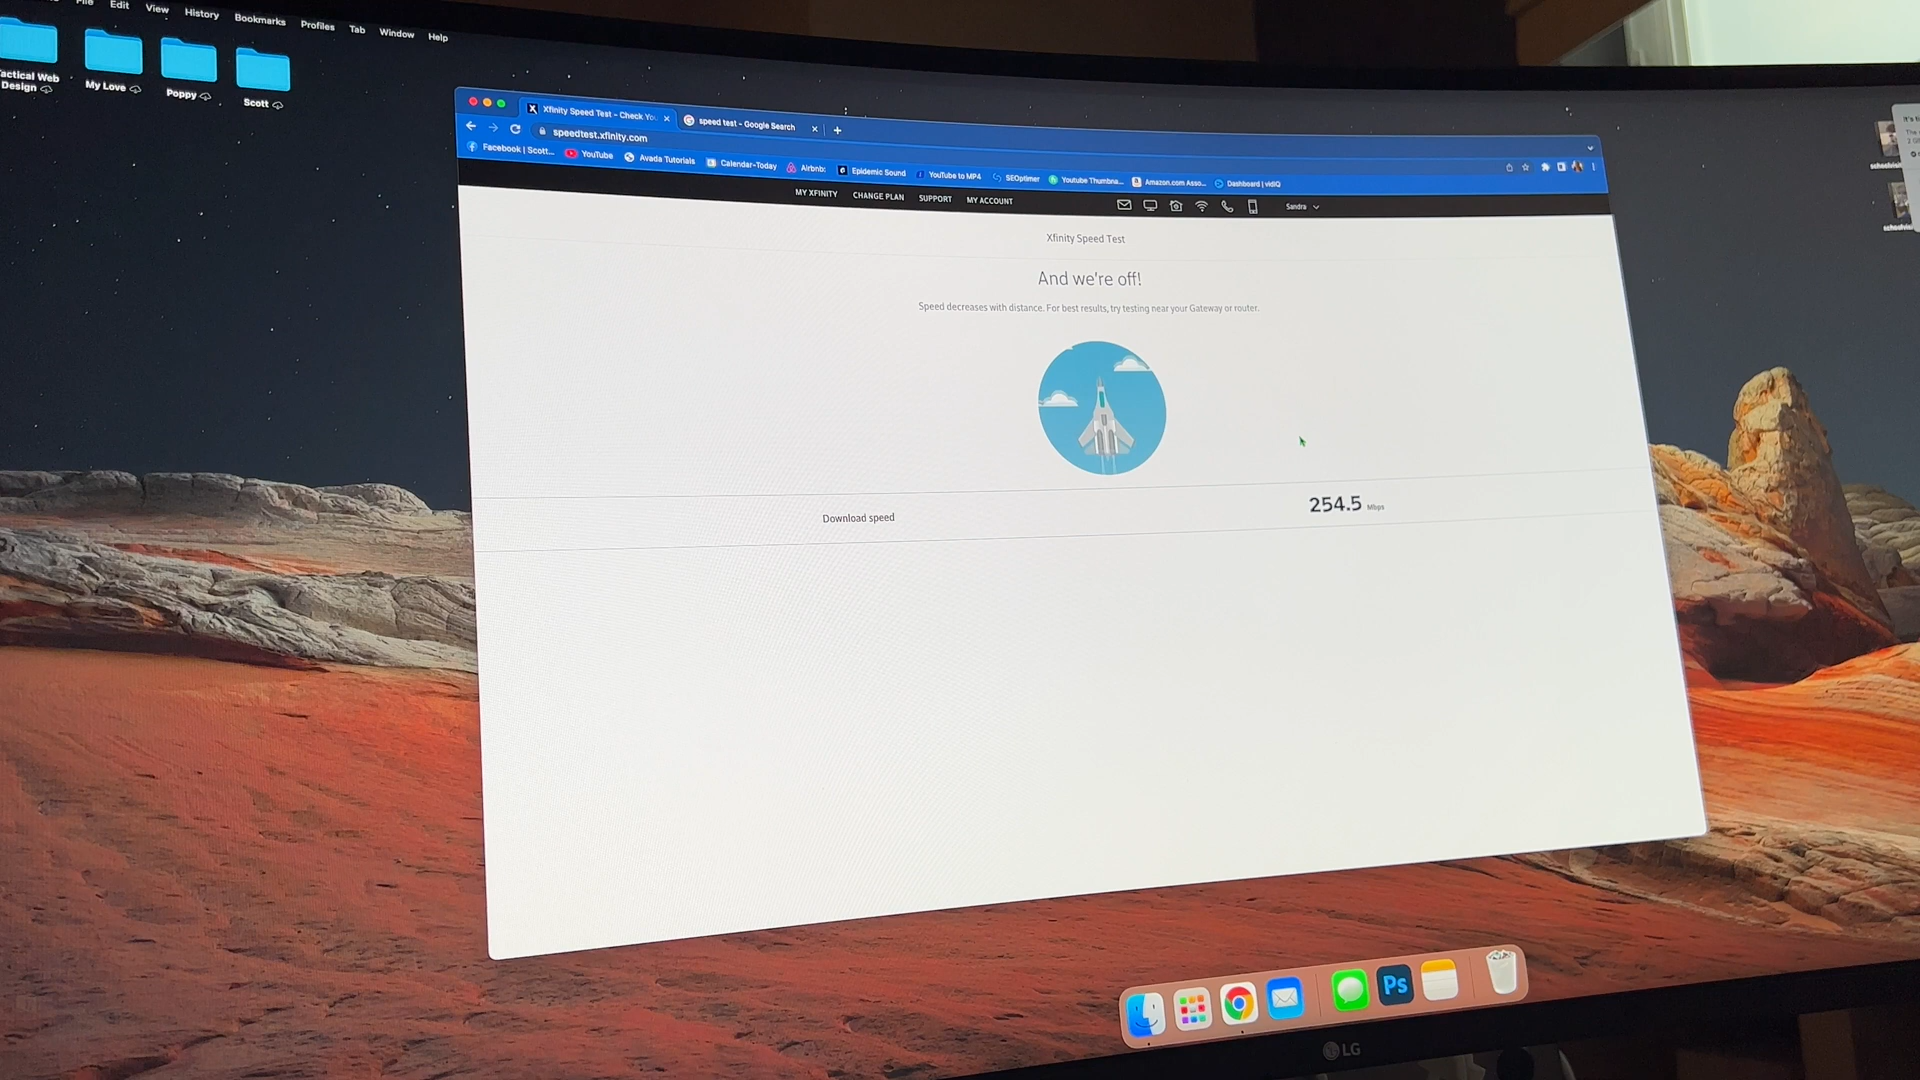 File Edit View History Bookmarks Profiles Tab Window Help
actical Web
Design
My Love
Poppy
Scott
Xfinity Speed Test - Check Yo
speed test - Google Search
speedtest.xfinity.com
Facebook | Scott...
YouTube
Avada Tutorials
Calendar-Today
Airbnb:
Epidemic Sound
YouTube to MP4
SEOptimer
Youtube Thumbna...
Amazon.com Asso...
Dashboard | vidIQ
MY XFINITY CHANGE PLAN SUPPORT MY ACCOUNT
Sandra
Xfinity Speed Test
And we're off!
Speed decreases with distance. For best results, try testing near your Gateway or router.
Download speed
254.5 Mbps
Ps
LG